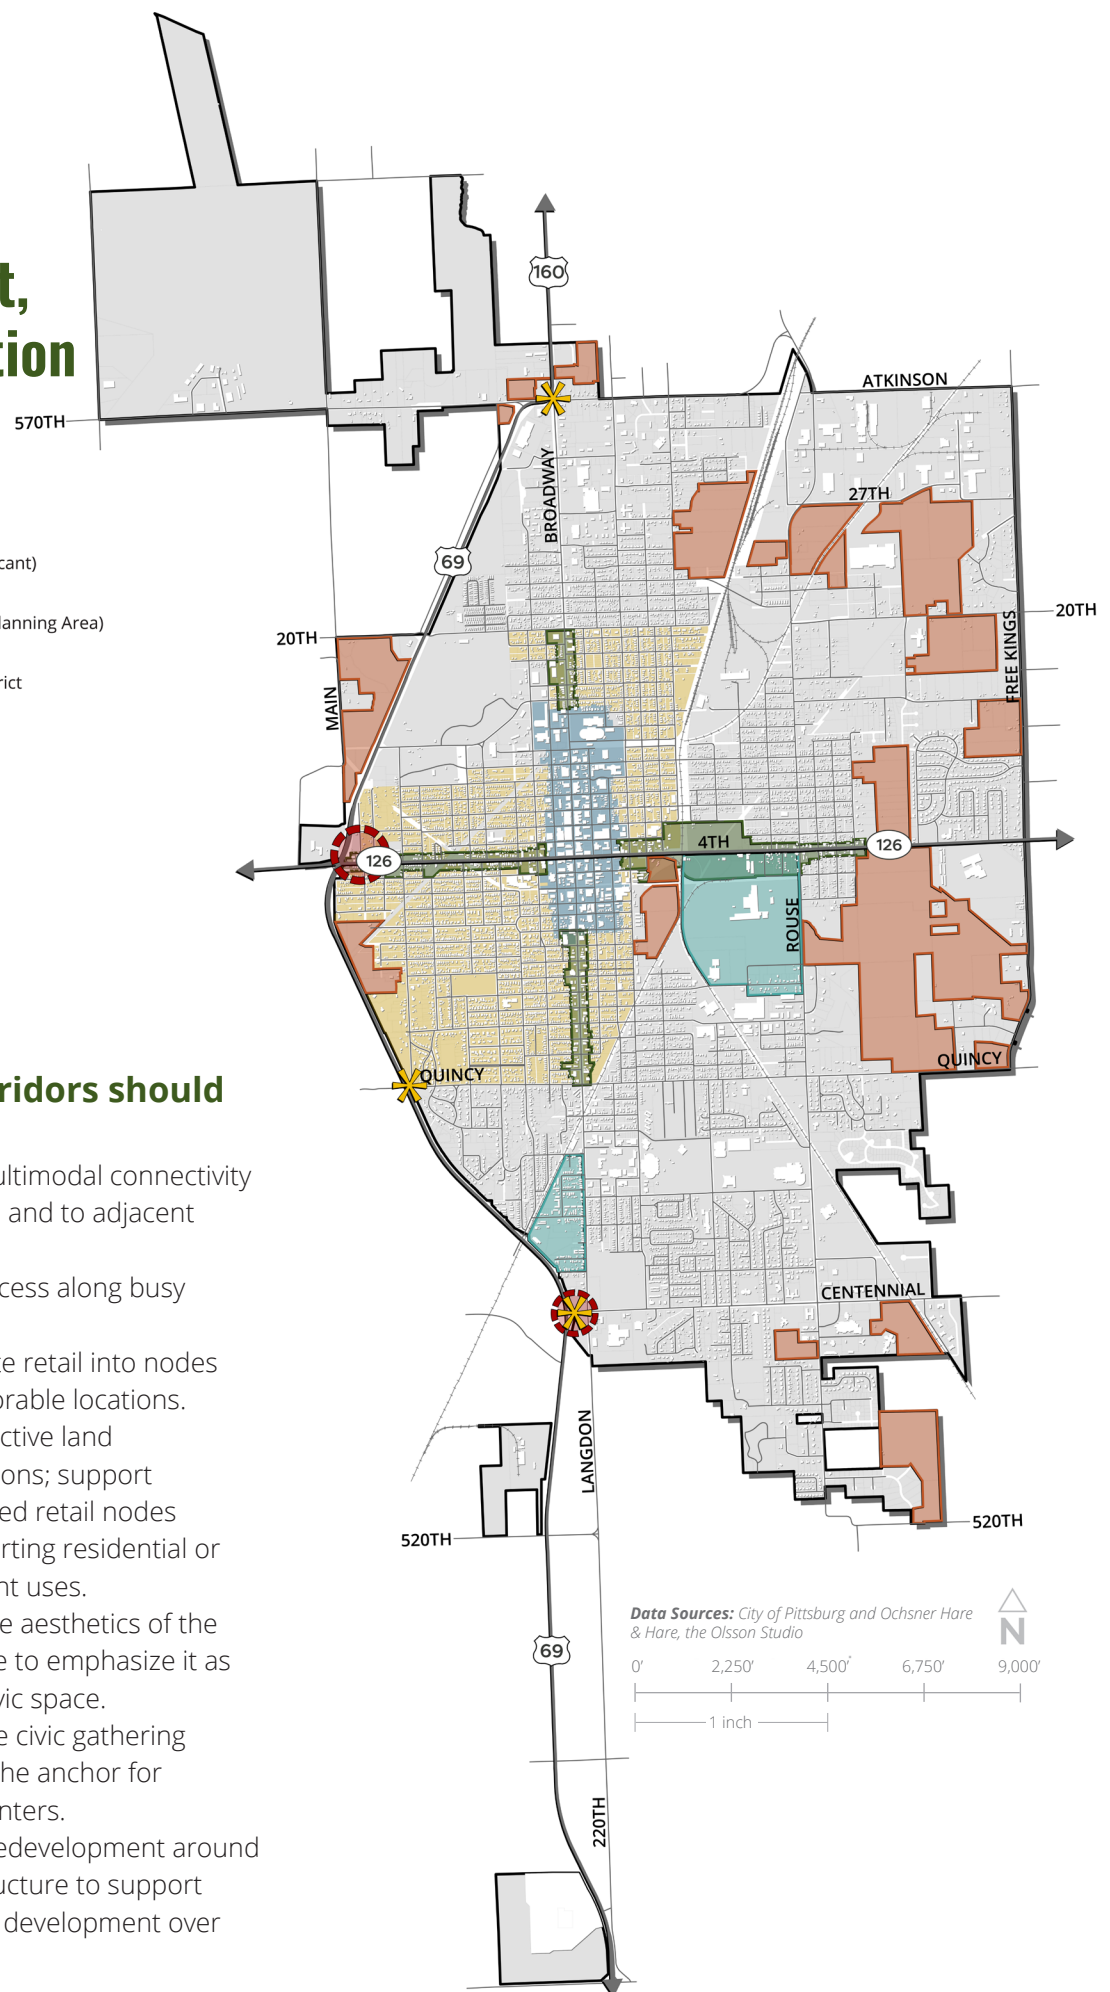 t,
tion
cant)
lanning Area)
rict
ridors should
ultimodal connectivity
and to adjacent
cess along busy
te retail into nodes
orable locations.
ctive land
ons; support
ed retail nodes
rting residential or
nt uses.
e aesthetics of the
e to emphasize it as
vic space.
e civic gathering
he anchor for
nters.
edevelopment around
ucture to support
development over
160
ATKINSON
570TH
BROADWAY
27TH
69
20TH
20TH
FREE KINGS
MAIN
4TH
126
126
ROUSE
QUINCY
QUINCY
CENTENNIAL
LANGDON
520TH
520TH
Data Sources: City of Pittsburg and Ochsner Hare
& Hare, the Olsson Studio
N
0' 2,250' 4,500' 6,750' 9,000'
1 inch
69
220TH